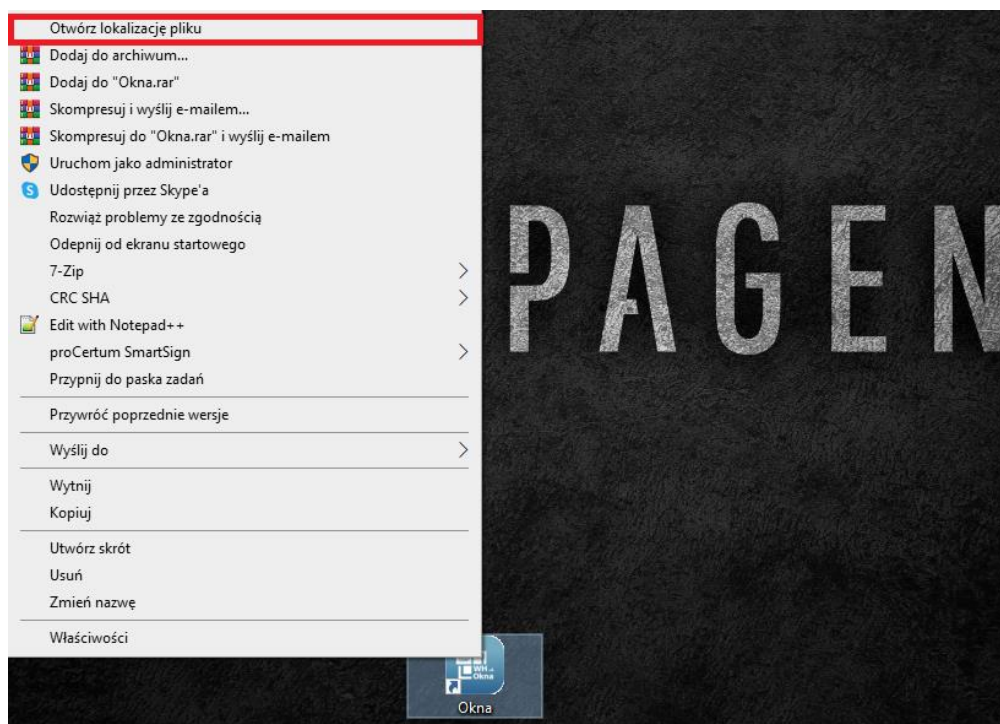 Otwórz lokalizację pliku
Dodaj do archiwum...
Dodaj do "Okna.rar"
Skompresuj i wyślij e-mailem...
Skompresuj do "Okna.rar" i wyślij e-mailem
Uruchom jako administrator
Udostępnij przez Skype'a
Rozwiąż problemy ze zgodnością
Odepnij od ekranu startowego
7-Zip
CRC SHA
Edit with Notepad++
proCertum SmartSign
Przypnij do paska zadań
Przywróć poprzednie wersje
Wyślij do
Wytnij
Kopiuj
Utwórz skrót
Usuń
Zmień nazwę
Właściwości
PAGEN
WH
Okna
Okna